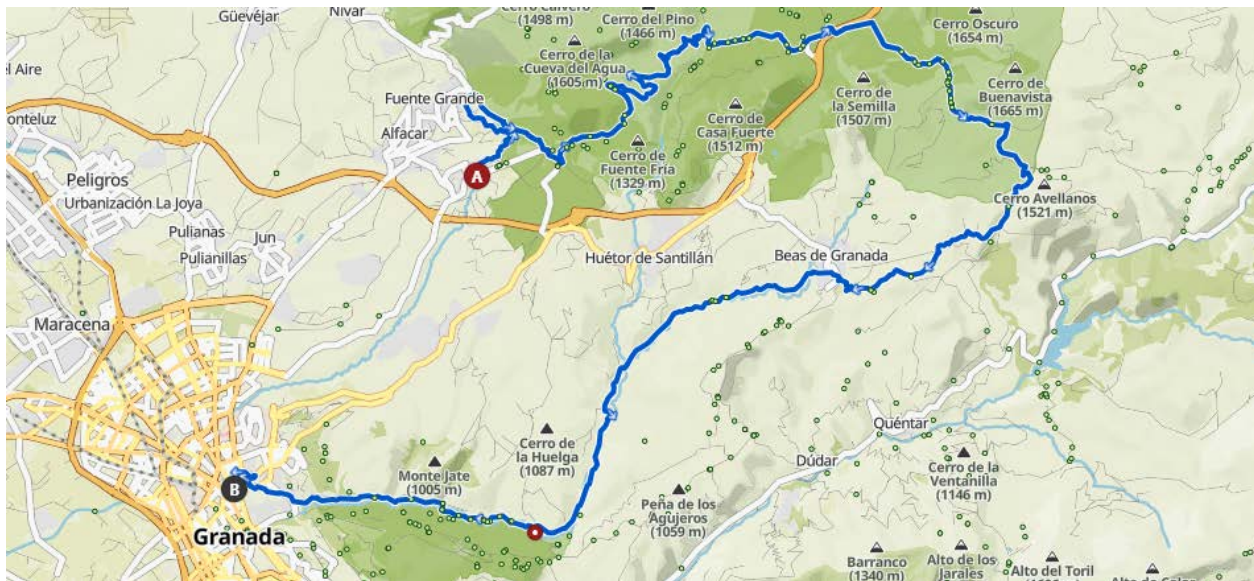 Güevéjar
Nívar
Cerro Calvero
(1498 m)
Cerro del Pino
(1466 m)
Cerro Oscuro
(1654 m)
el Aire
Cerro de la
Cueva del Agua
(1605 m)
Cerro de
la Semilla
(1507 m)
Cerro de
Buenavista
(1665 m)
onteluz
Fuente Grande
Alfacar
Cerro de
Casa Fuerte
(1512 m)
Cerro de
Fuente Fría
(1329 m)
A
Peligros
Urbanización La Joya
Cerro Avellanos
(1521 m)
Pulianas
Jun
Pulianillas
Huétor de Santillán
Beas de Granada
Maracena
Cerro de
la Huelga
(1087 m)
Quéntar
Monte Jate
(1005 m)
Dúdar
Cerro de la
Ventanilla
(1146 m)
B
Peña de los
Agujeros
(1059 m)
Granada
Barranco
(1340 m)
Alto de los
Jarales
Alto del Toril